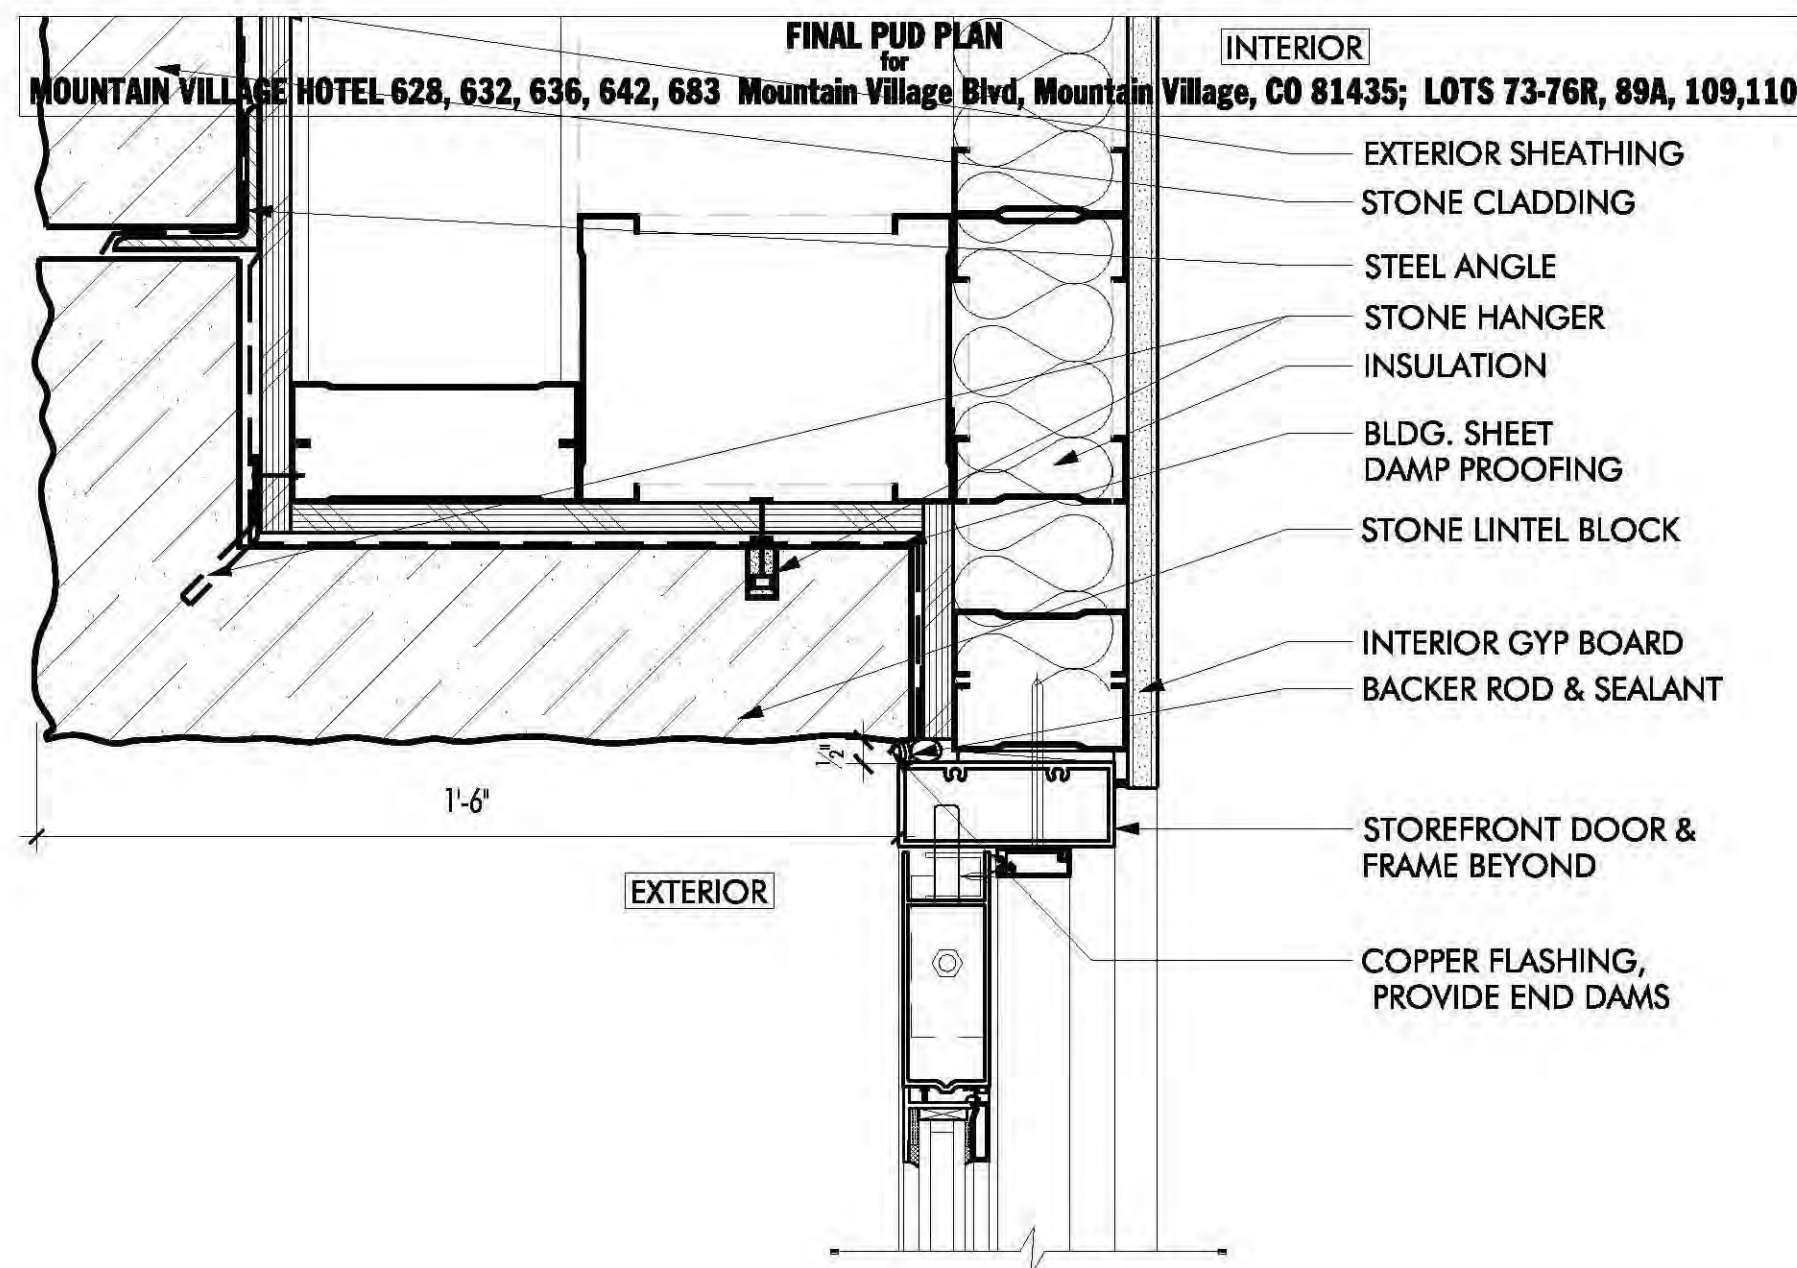 FINAL PUD PLAN
for
MOUNTAIN VILLAGE HOTEL 628, 632, 636, 642, 683 Mountain Village Blvd, Mountain Village, CO 81435; LOTS 73-76R, 89A, 109,110
INTERIOR
EXTERIOR SHEATHING
STONE CLADDING
STEEL ANGLE
STONE HANGER
INSULATION
BLDG. SHEET
DAMP PROOFING
STONE LINTEL BLOCK
INTERIOR GYP BOARD
BACKER ROD & SEALANT
1/2"
1'-6"
STOREFRONT DOOR &
FRAME BEYOND
EXTERIOR
COPPER FLASHING,
PROVIDE END DAMS